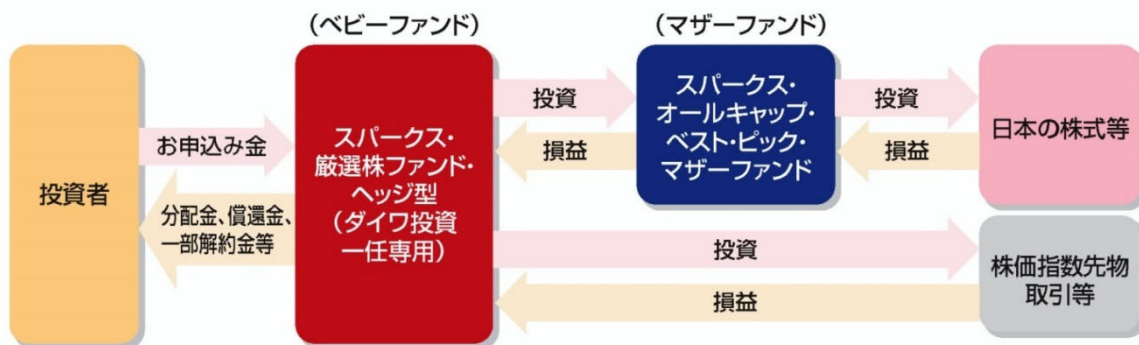 （ベビーファンド）
（マザーファンド）
投資者
お申込み金
分配金、償還金、
一部解約金等
スパークス・
厳選株ファンド・
ヘッジ型
（ダイワ投資
一任専用）
投資
損益
スパークス・
オールキャップ・
ベスト・ピック・
マザーファンド
投資
損益
日本の株式等
投資
損益
株価指数先物
取引等